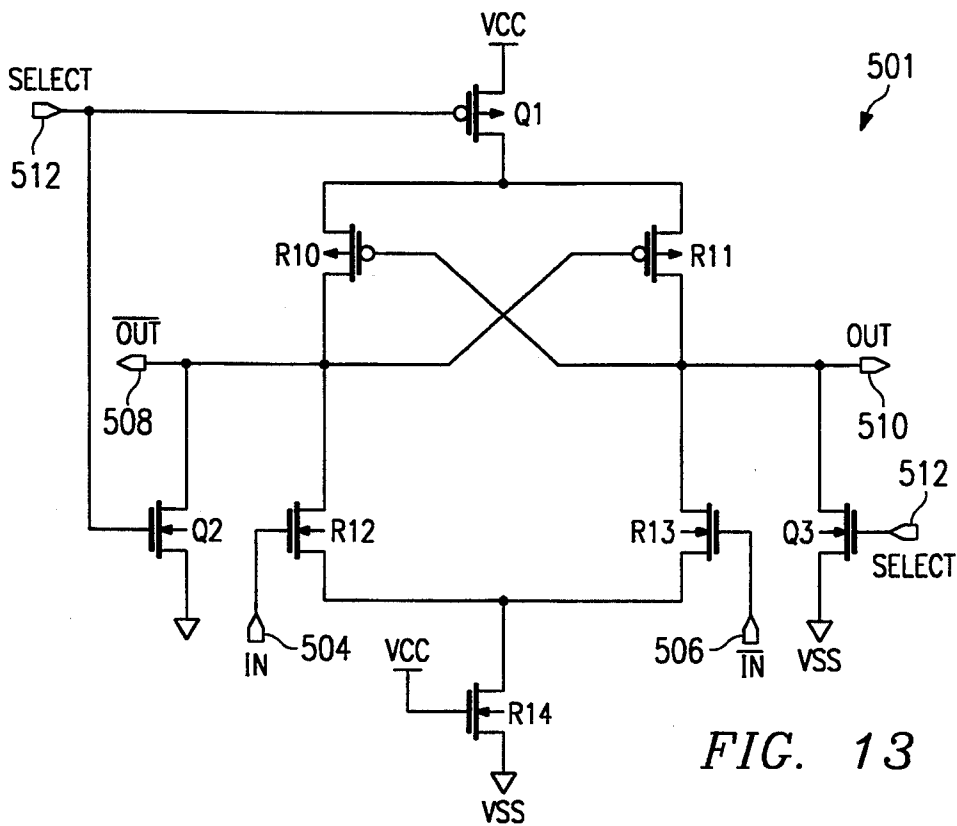 VCC
SELECT
501
Q1
512
R10
R11
OUT
OUT
508
510
512
Q2
R12
R13
Q3
SELECT
504
VCC
506
IN
IN
VSS
R14
FIG. 13
VSS